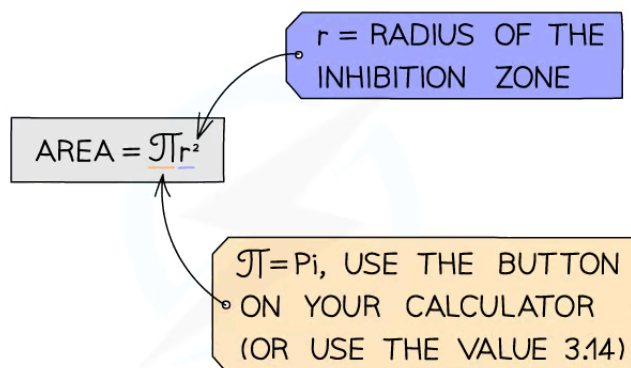 r = RADIUS OF THE
INHIBITION ZONE
AREA = πr²
π = Pi, USE THE BUTTON
ON YOUR CALCULATOR
(OR USE THE VALUE 3.14)